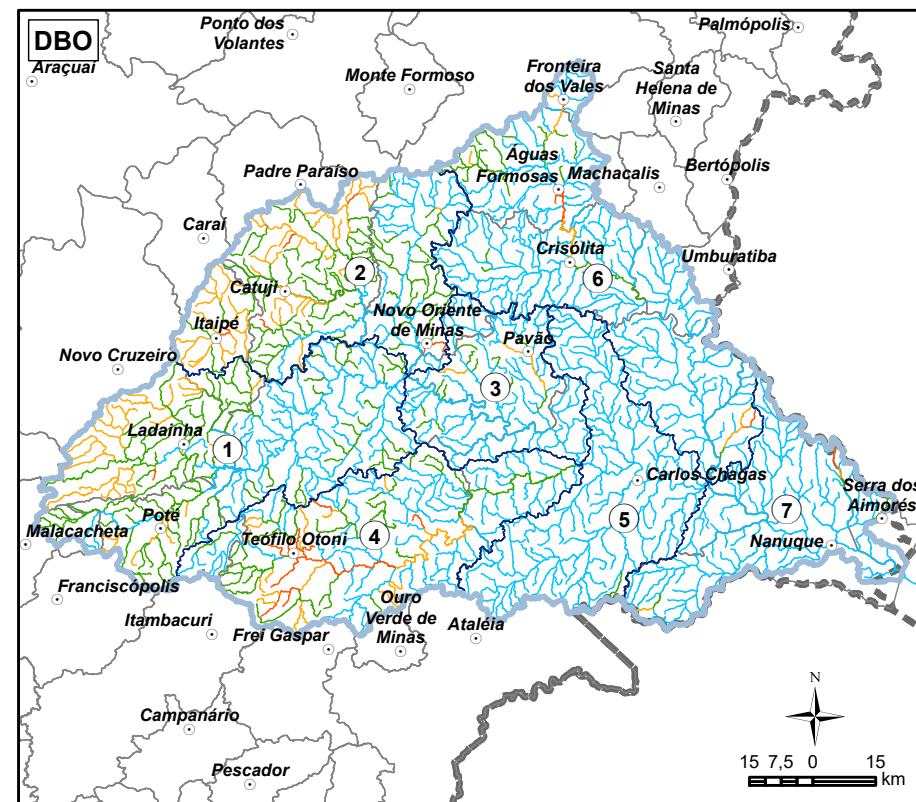 DBO
Ponto dos
Volantes
Palmópolis
Araçuaí
Monte Formoso
Fronteira
dos Vales
Santa
Helena de
Minas
Padre Paraíso
Águas
Formosas
Machacalis
Bertópolis
Caraí
Crisólita
Umburatiba
2
6
Catuji
Itaipé
Novo Oriente
de Minas
Pavão
Novo Cruzeiro
3
Ladainha
1
Carlos Chagas
Serra dos
Aimorés
Malacacheta
Poté
Teófilo Otoni
4
5
7
Nanuque
Franciscópolis
Itambacuri
Frei Gaspar
Ouro
Verde de
Minas
Ataléia
Campanário
Pescador
N
15 7,5 0 15
km